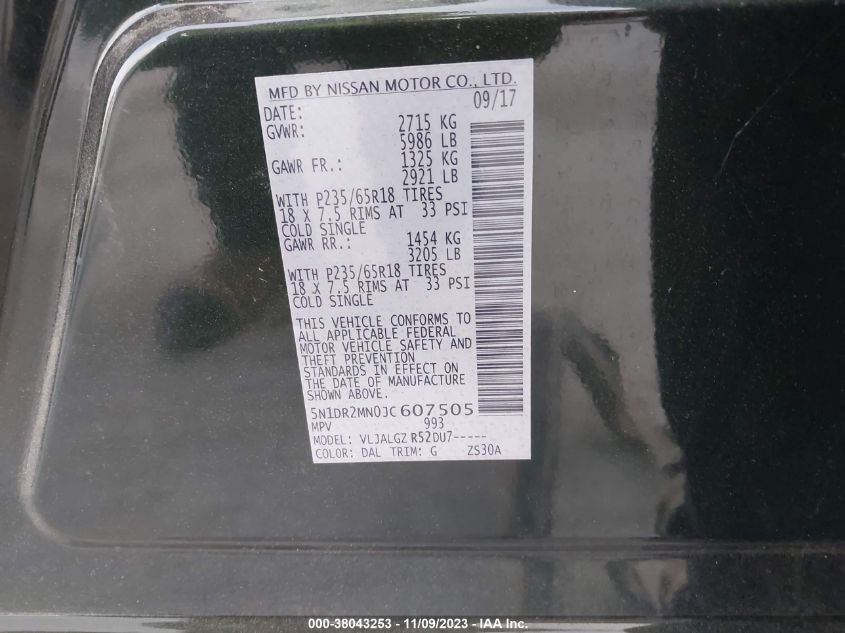 MFD BY NISSAN MOTOR CO., LTD.
DATE: 09/17
GVWR: 2715 KG
5986 LB
GAWR FR.: 1325 KG
2921 LB
WITH P235/65R18 TIRES
18 X 7.5 RIMS AT 33 PSI
COLD SINGLE
GAWR RR.: 1454 KG
3205 LB
WITH P235/65R18 TIRES
18 X 7.5 RIMS AT 33 PSI
COLD SINGLE
THIS VEHICLE CONFORMS TO
ALL APPLICABLE FEDERAL
MOTOR VEHICLE SAFETY AND
THEFT PREVENTION
STANDARDS IN EFFECT ON
THE DATE OF MANUFACTURE
SHOWN ABOVE.
5N1DR2MN0JC607505
MPV 993
MODEL: VLJALGZ R52DU7-----
COLOR: DAL TRIM: G ZS30A
000-38043253 - 11/09/2023 - IAA Inc.